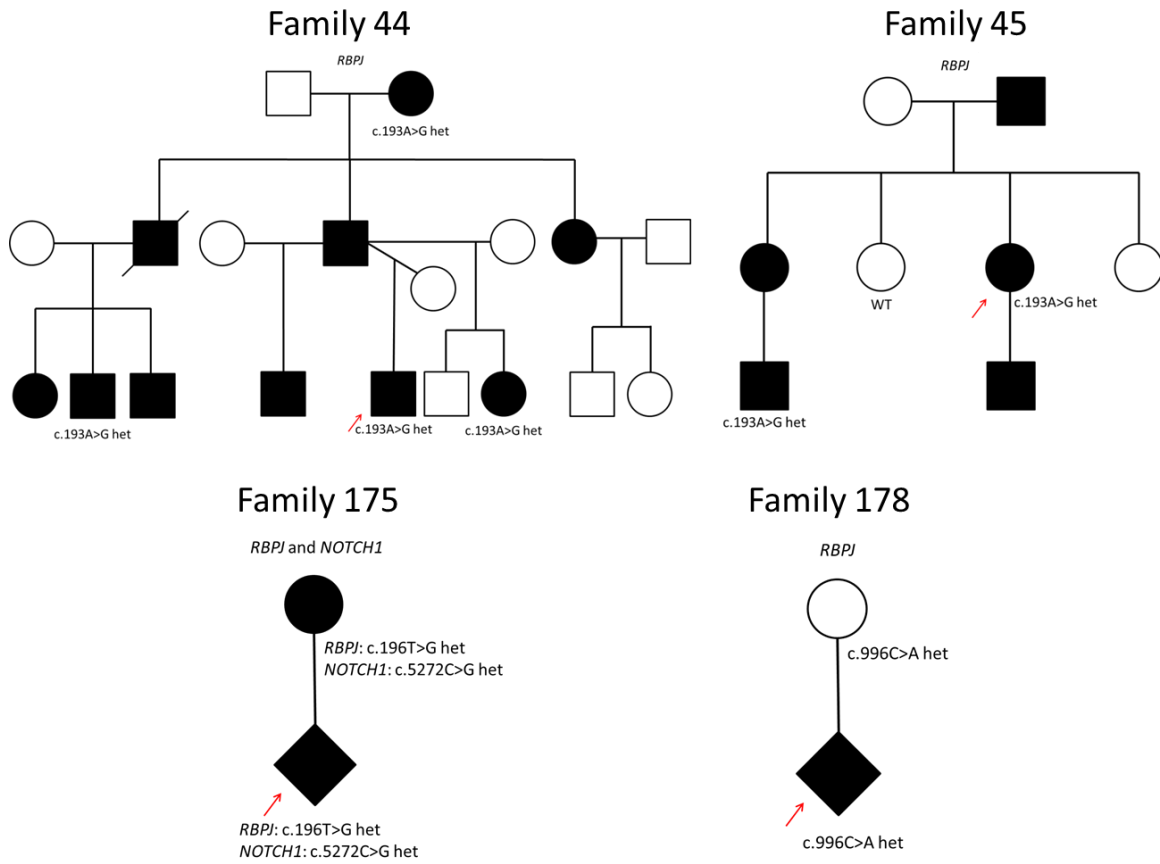 Family 44
RBPJ
c.193A>G het
c.193A>G het
c.193A>G het
c.193A>G het
Family 45
RBPJ
WT
c.193A>G het
c.193A>G het
Family 175
RBPJ and NOTCH1
RBPJ: c.196T>G het
NOTCH1: c.5272C>G het
RBPJ: c.196T>G het
NOTCH1: c.5272C>G het
Family 178
RBPJ
c.996C>A het
c.996C>A het